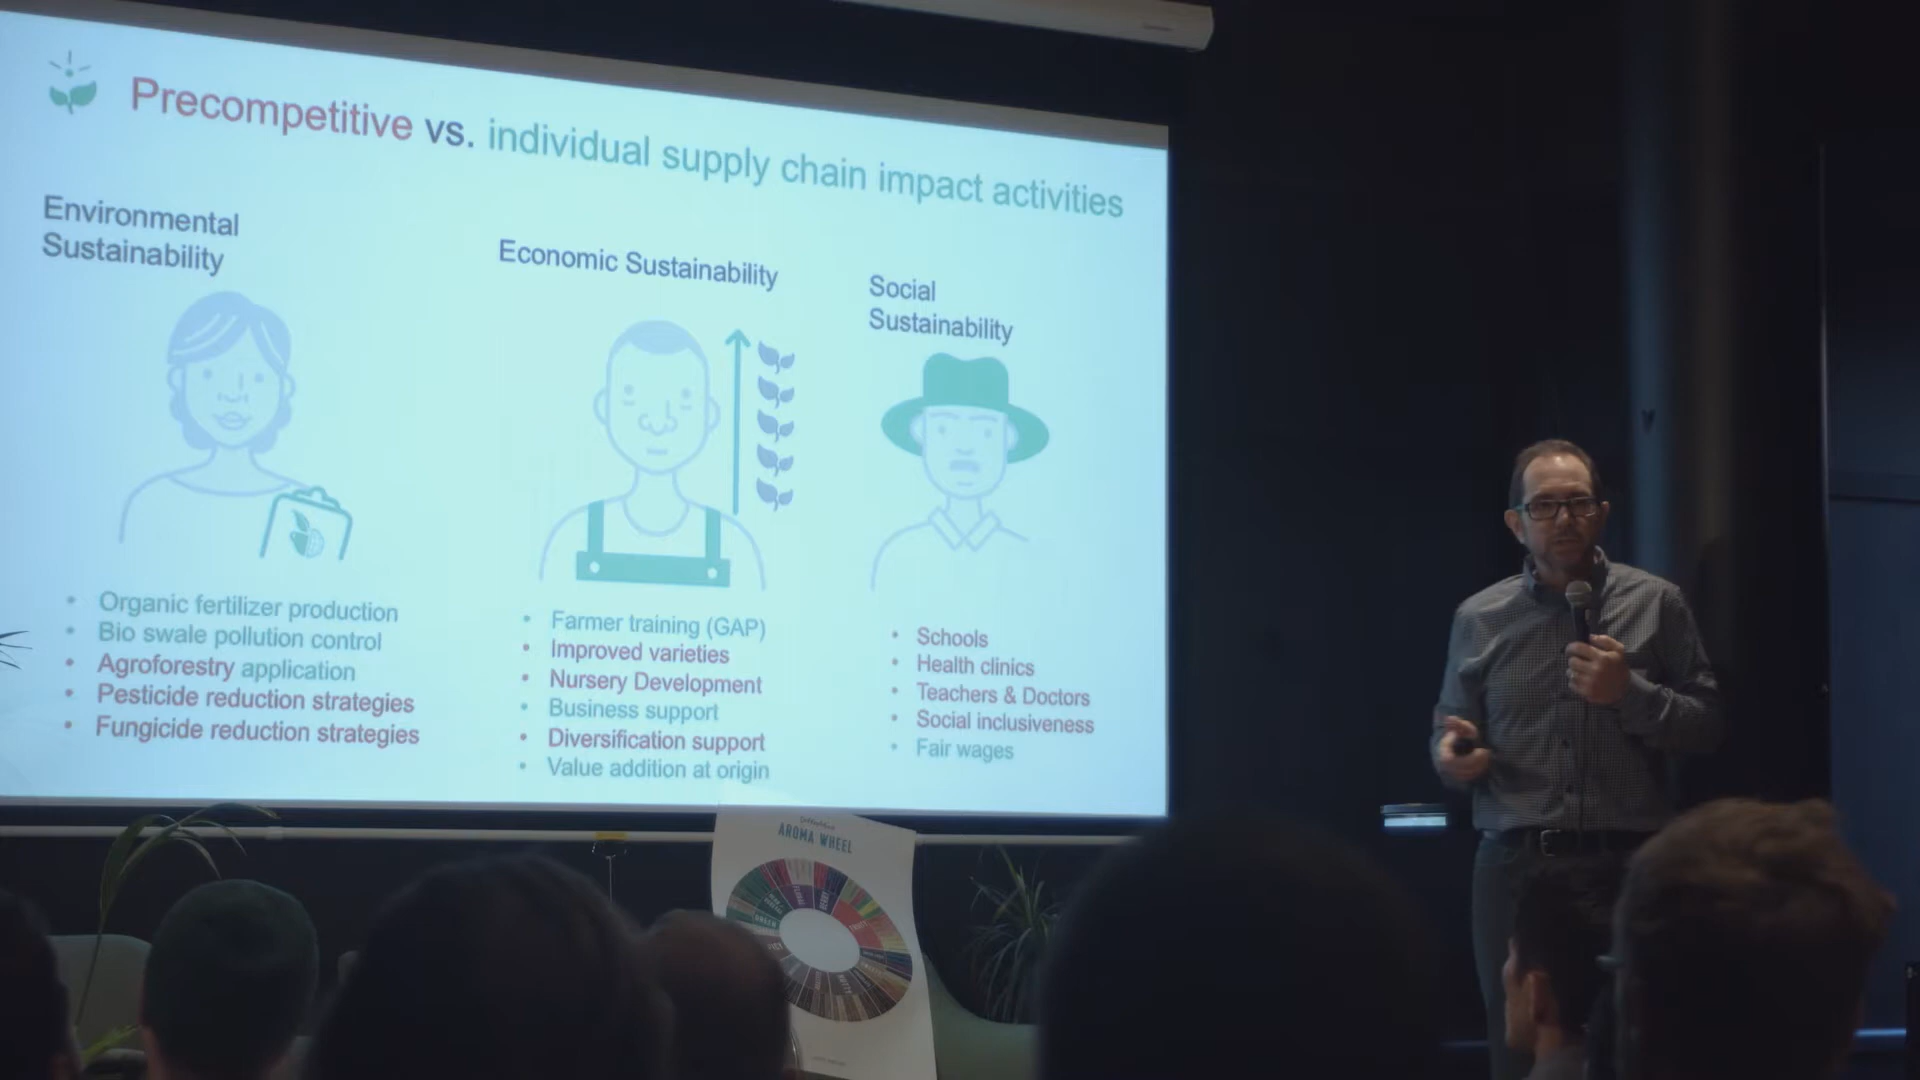 Precompetitive vs. individual supply chain impact activities
Environmental
Sustainability
Organic fertilizer production
Bio swale pollution control
Agroforestry application
Pesticide reduction strategies
Fungicide reduction strategies
Economic Sustainability
Farmer training (GAP)
Improved varieties
Nursery Development
Business support
Diversification support
Value addition at origin
Social
Sustainability
Schools
Health clinics
Teachers & Doctors
Social inclusiveness
Fair wages
AROMA WHEEL